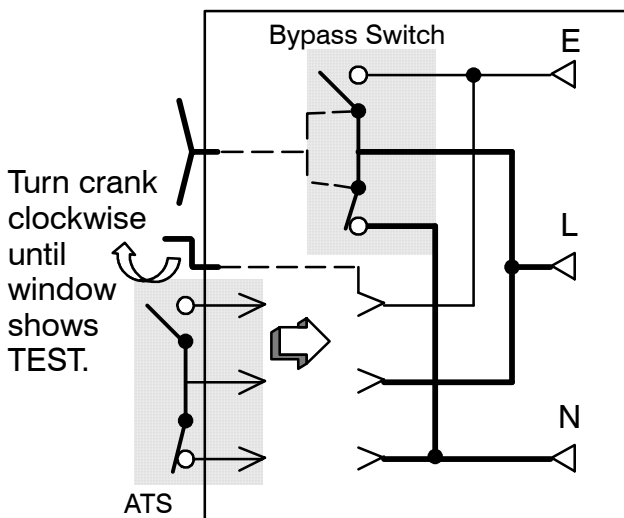 Bypass Switch
E
Turn crank
clockwise
until
window
shows
TEST.
L
N
ATS